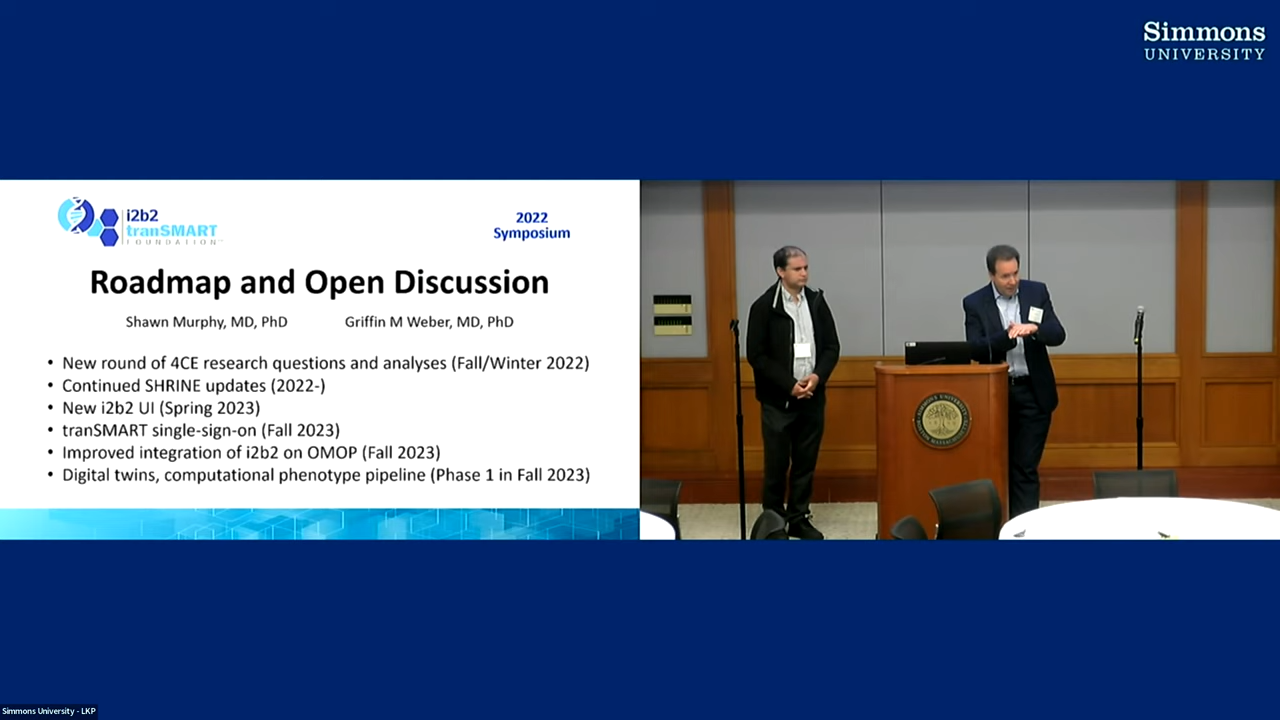 Simmons
UNIVERSITY
i2b2
tranSMART
FOUNDATION
2022
Symposium
Roadmap and Open Discussion
Shawn Murphy, MD, PhD Griffin M Weber, MD, PhD
• New round of 4CE research questions and analyses (Fall/Winter 2022)
• Continued SHRINE updates (2022-)
• New i2b2 UI (Spring 2023)
• tranSMART single-sign-on (Fall 2023)
• Improved integration of i2b2 on OMOP (Fall 2023)
• Digital twins, computational phenotype pipeline (Phase 1 in Fall 2023)
SIMMONS UNIVERSITY
Simmons University - LKP